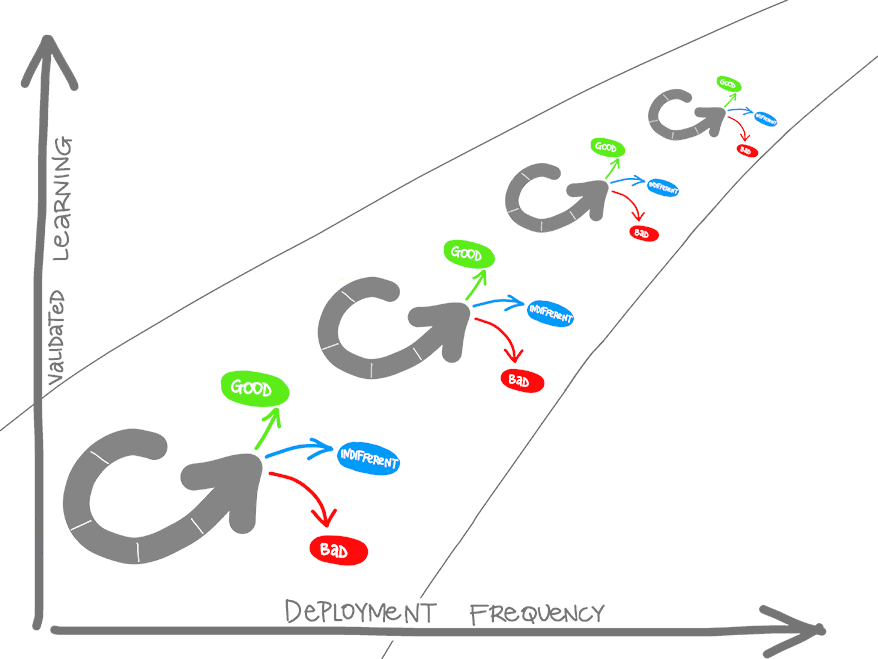 GOOD
INDIFFERENT
BAD
GOOD
INDIFFERENT
BAD
GOOD
INDIFFERENT
BAD
GOOD
INDIFFERENT
BAD
VALIDATED LEARNING
DEPLOYMENT FREQUENCY